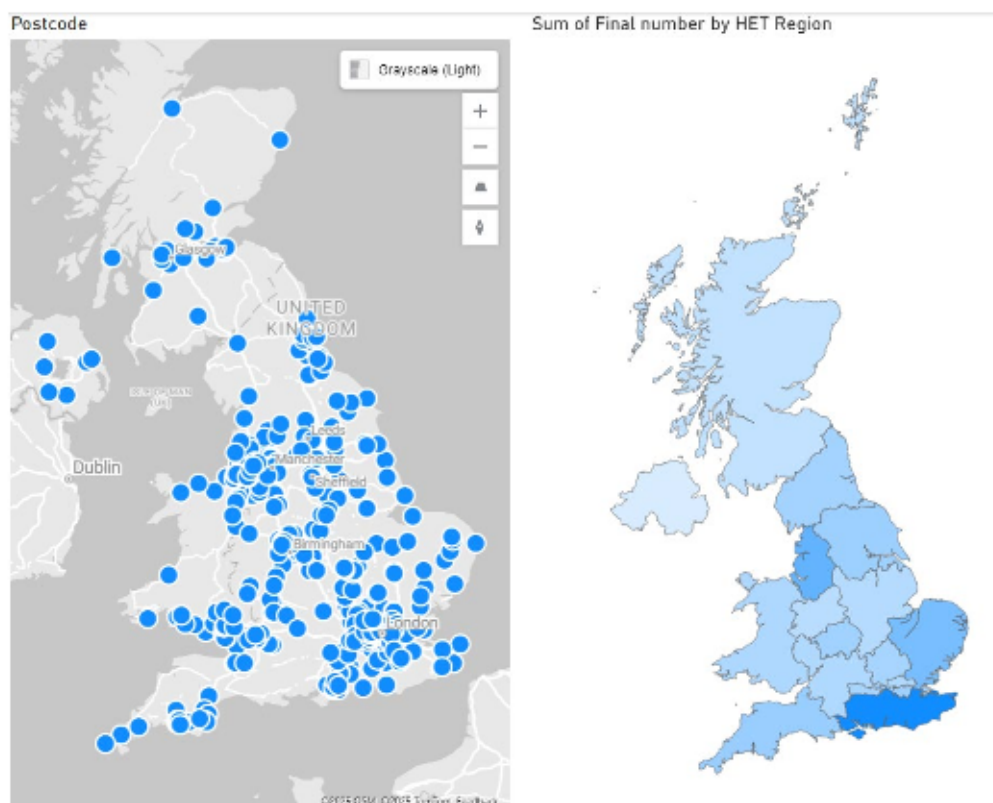 Postcode
Sum of Final number by HET Region
Grayscale (Light)
+
−
Glasgow
UNITED
KINGDOM
Leeds
Dublin
Manchester
Sheffield
Birmingham
London